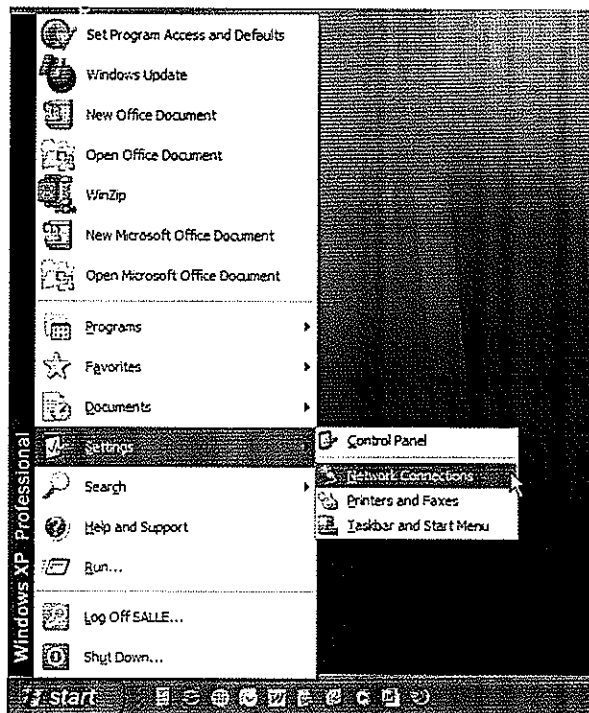 Set Program Access and Defaults
Windows Update
New Office Document
Open Office Document
WinZip
New Microsoft Office Document
Open Microsoft Office Document
Programs
Favorites
Documents
Settings
Control Panel
Network Connections
Printers and Faxes
Taskbar and Start Menu
Search
Help and Support
Run...
Log Off SALLE...
Shut Down...
Windows XP Professional
start